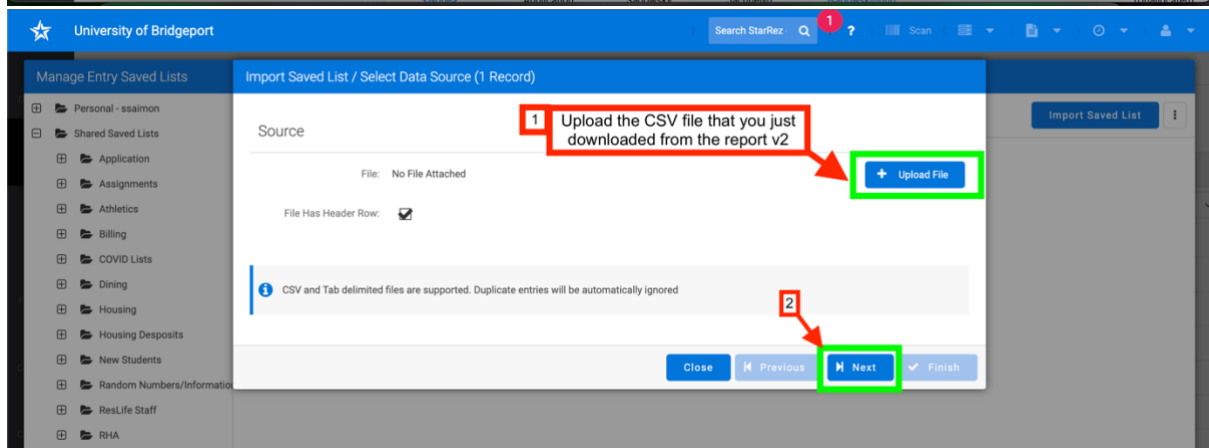 University of Bridgeport
Search StarRez
1
?
Scan
Manage Entry Saved Lists
Import Saved List / Select Data Source (1 Record)
Personal - ssaimon
Shared Saved Lists
Application
Assignments
Athletics
Billing
COVID Lists
Dining
Housing
Housing Desposits
New Students
Random Numbers/Informatio
ResLife Staff
RHA
Import Saved List
Source
1
Upload the CSV file that you just
downloaded from the report v2
File: No File Attached
Upload File
File Has Header Row:
CSV and Tab delimited files are supported. Duplicate entries will be automatically ignored
2
Close
Previous
Next
Finish